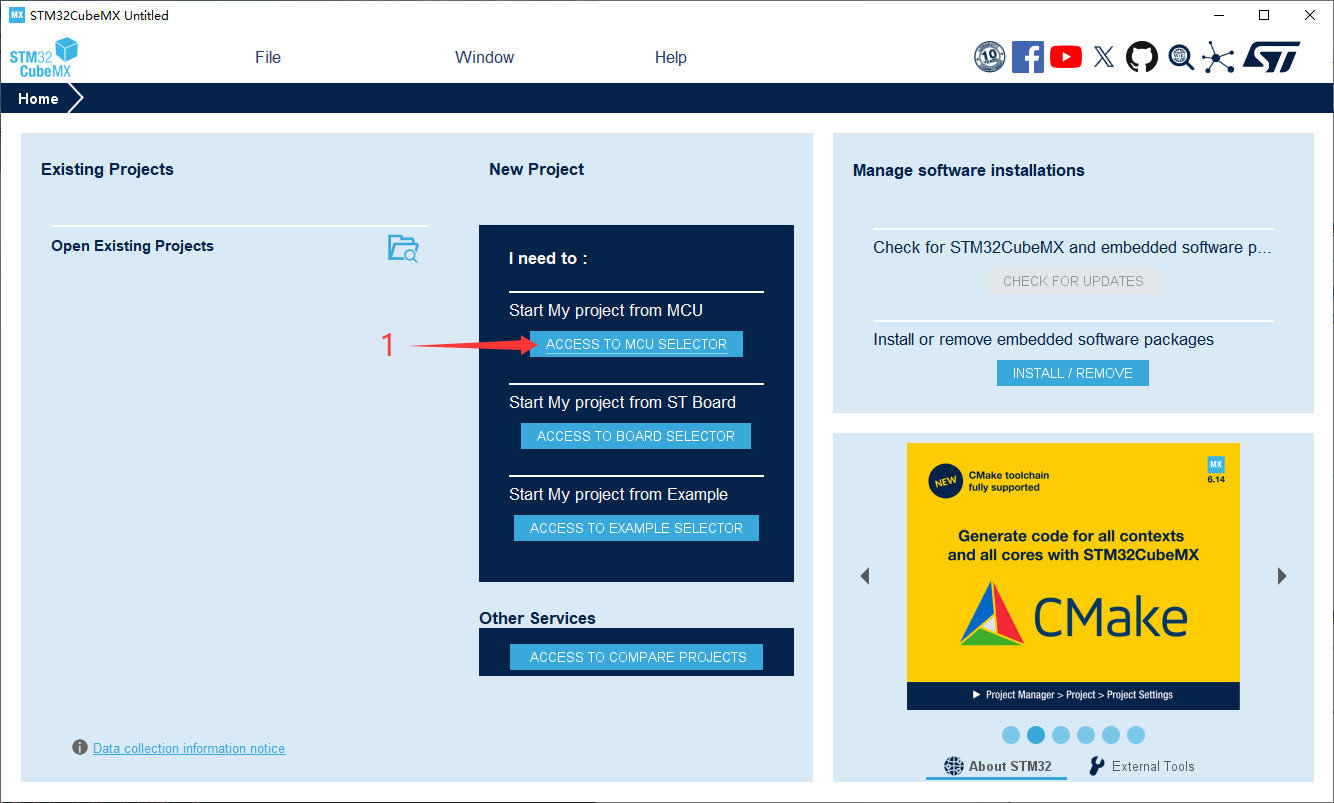 MX STM32CubeMX Untitled
STM32
CubeMX
File
Window
Help
10
Home
Existing Projects
Open Existing Projects
Data collection information notice
New Project
I need to :
Start My project from MCU
1
ACCESS TO MCU SELECTOR
Start My project from ST Board
ACCESS TO BOARD SELECTOR
Start My project from Example
ACCESS TO EXAMPLE SELECTOR
Other Services
ACCESS TO COMPARE PROJECTS
Manage software installations
Check for STM32CubeMX and embedded software p...
CHECK FOR UPDATES
Install or remove embedded software packages
INSTALL / REMOVE
NEW
CMake toolchain
fully supported
MX
6.14
Generate code for all contexts
and all cores with STM32CubeMX
CMake
Project Manager > Project > Project Settings
About STM32
External Tools